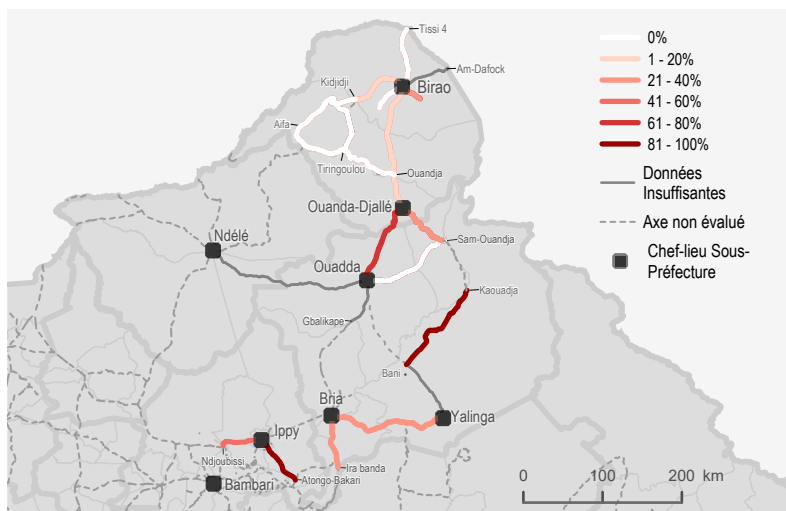 Tissi 4
Am-Dafock
Kidjidji
Birao
Aifa
Tiringoulou
Ouandja
Ouanda-Djallé
Ndélé
Sam-Ouandja
Ouadda
Kaouadja
Gbalikape
Bani
Bria
Yalinga
Ippy
Ndjoubissi
Ira banda
Atongo-Bakari
Bambari
0%
1 - 20%
21 - 40%
41 - 60%
61 - 80%
81 - 100%
Données
Insuffisantes
Axe non évalué
Chef-lieu Sous-
Préfecture
0 100 200 km